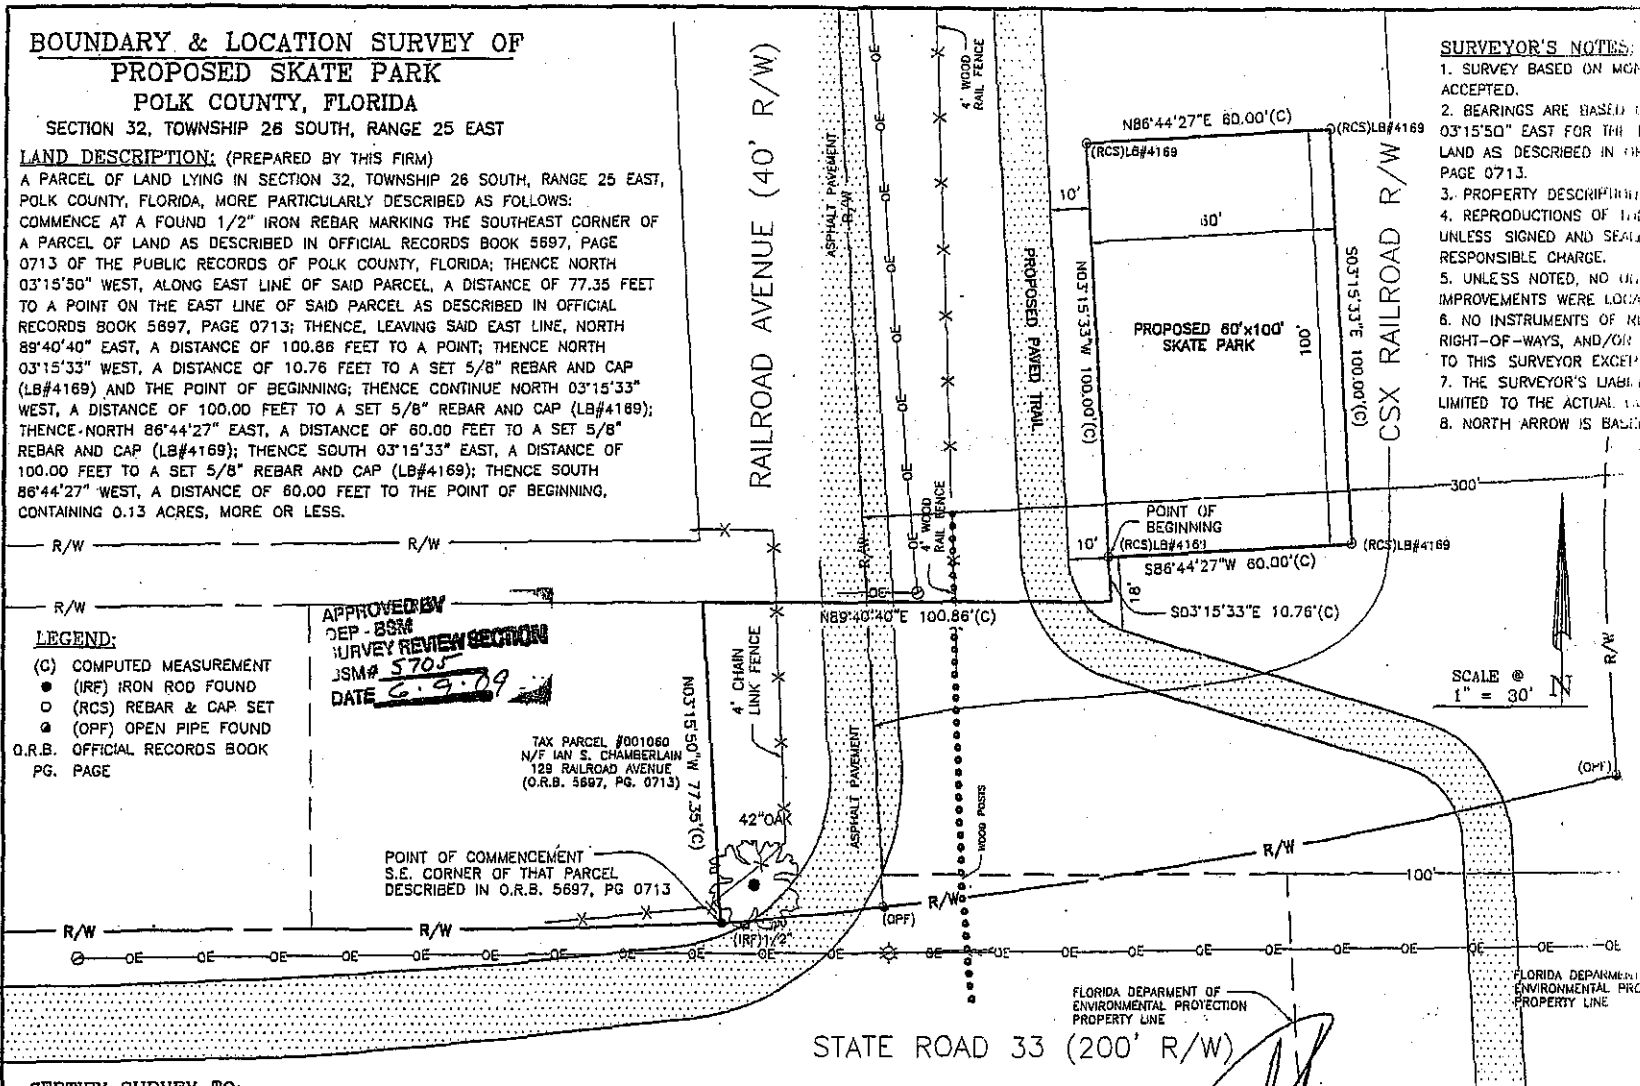 BOUNDARY & LOCATION SURVEY OF
PROPOSED SKATE PARK
POLK COUNTY, FLORIDA
SECTION 32, TOWNSHIP 26 SOUTH, RANGE 25 EAST
LAND DESCRIPTION: (PREPARED BY THIS FIRM)
A PARCEL OF LAND LYING IN SECTION 32, TOWNSHIP 26 SOUTH, RANGE 25 EAST,
POLK COUNTY, FLORIDA, MORE PARTICULARLY DESCRIBED AS FOLLOWS:
COMMENCE AT A FOUND 1/2" IRON REBAR MARKING THE SOUTHEAST CORNER OF
A PARCEL OF LAND AS DESCRIBED IN OFFICIAL RECORDS BOOK 5697, PAGE
0713 OF THE PUBLIC RECORDS OF POLK COUNTY, FLORIDA; THENCE NORTH
03°15'50" WEST, ALONG EAST LINE OF SAID PARCEL, A DISTANCE OF 77.35 FEET
TO A POINT ON THE EAST LINE OF SAID PARCEL AS DESCRIBED IN OFFICIAL
RECORDS BOOK 5697, PAGE 0713; THENCE, LEAVING SAID EAST LINE, NORTH
89°40'40" EAST, A DISTANCE OF 100.86 FEET TO A POINT; THENCE NORTH
03°15'33" WEST, A DISTANCE OF 10.76 FEET TO A SET 5/8" REBAR AND CAP
(LB#4169) AND THE POINT OF BEGINNING; THENCE CONTINUE NORTH 03°15'33"
WEST, A DISTANCE OF 100.00 FEET TO A SET 5/8" REBAR AND CAP (LB#4169);
THENCE NORTH 86°44'27" EAST, A DISTANCE OF 60.00 FEET TO A SET 5/8"
REBAR AND CAP (LB#4169); THENCE SOUTH 03°15'33" EAST, A DISTANCE OF
100.00 FEET TO A SET 5/8" REBAR AND CAP (LB#4169); THENCE SOUTH
86°44'27" WEST, A DISTANCE OF 60.00 FEET TO THE POINT OF BEGINNING,
CONTAINING 0.13 ACRES, MORE OR LESS.
R/W
R/W
R/W
LEGEND:
(C) COMPUTED MEASUREMENT
(IRF) IRON ROD FOUND
(RCS) REBAR & CAP SET
(OPF) OPEN PIPE FOUND
O.R.B. OFFICIAL RECORDS BOOK
PG. PAGE
APPROVED BY
DEP - BSM
SURVEY REVIEW SECTION
BSM# 5705
DATE 6.9.09
TAX PARCEL #001060
N/F IAN S. CHAMBERLAIN
129 RAILROAD AVENUE
(O.R.B. 5697, PG. 0713)
N03°15'50"W 77.35'(C)
4' CHAIN
LINK FENCE
42"OAK
POINT OF COMMENCEMENT
S.E. CORNER OF THAT PARCEL
DESCRIBED IN O.R.B. 5697, PG 0713
(IRF)1/2"
R/W
R/W
R/W
R/W
RAILROAD AVENUE (40' R/W)
ASPHALT PAVEMENT
R/W
R/W
4' WOOD
RAIL FENCE
4' WOOD
RAIL FENCE
PROPOSED PAVED TRAIL
N86°44'27"E 60.00'(C)
(RCS)LB#4169
(RCS)LB#4169
10'
60'
N03°15'33"W 100.00'(C)
PROPOSED 60'x100'
SKATE PARK
100'
S03°15'33"E 100.00'(C)
CSX RAILROAD R/W
300'
POINT OF
BEGINNING
10'
(RCS)LB#4169
(RCS)LB#4169
S86°44'27"W 60.00'(C)
18'
S03°15'33"E 10.76'(C)
N89°40'40"E 100.86'(C)
ASPHALT PAVEMENT
WOOD POSTS
(OPF)
(OPF)
R/W
100'
OE OE OE OE OE OE OE OE OE OE OE OE OE OE OE
FLORIDA DEPARMENT OF
ENVIRONMENTAL PROTECTION
PROPERTY LINE
STATE ROAD 33 (200' R/W)
SURVEYOR'S NOTES:
1. SURVEY BASED ON
ACCEPTED.
2. BEARINGS ARE BASED
03°15'50" EAST FOR THE
LAND AS DESCRIBED IN
PAGE 0713.
3. PROPERTY DESCRIPTION
4. REPRODUCTIONS OF
UNLESS SIGNED AND
RESPONSIBLE CHARGE.
5. UNLESS NOTED, NO
IMPROVEMENTS WERE
6. NO INSTRUMENTS OF
RIGHT-OF-WAYS, AND/OR
TO THIS SURVEYOR
7. THE SURVEYOR'S
LIMITED TO THE ACTUAL
8. NORTH ARROW IS
R/W
SCALE @
1" = 30'
N
FLORIDA
ENVIRONMENTAL
PROPERTY LINE
CERTIFY SURVEY TO: